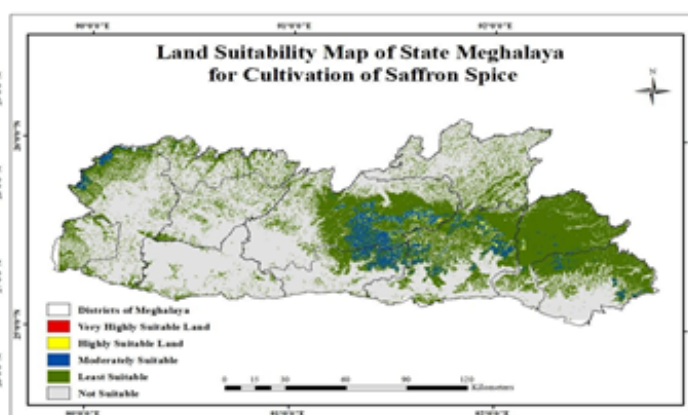 Land Suitability Map of State Meghalaya
for Cultivation of Saffron Spice
N
Districts of Meghalaya
Very Highly Suitable Land
Highly Suitable Land
Moderately Suitable
Least Suitable
Not Suitable
0 15 30 60 90 120
Kilometers